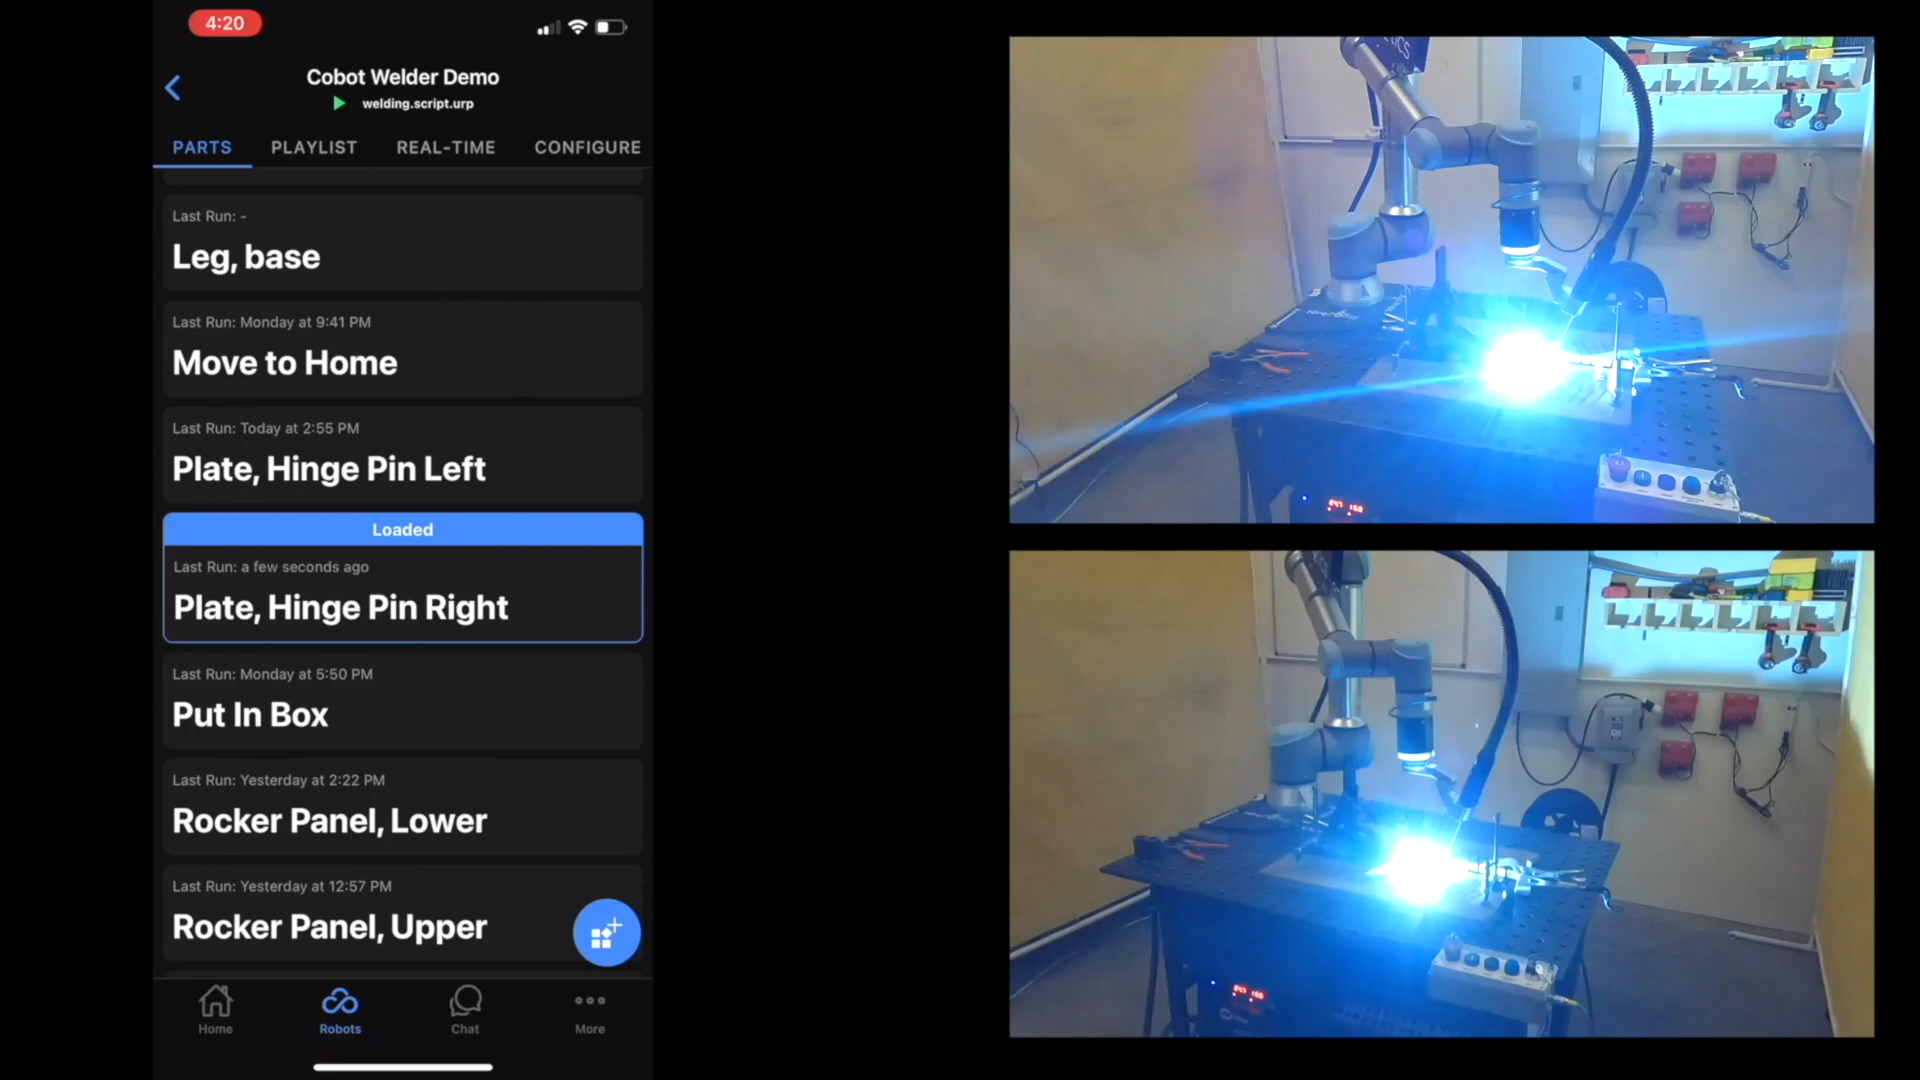 4:20
Cobot Welder Demo
welding.script.urp
PARTS PLAYLIST REAL-TIME CONFIGURE
Last Run: -
Leg, base
Last Run: Monday at 9:41 PM
Move to Home
Last Run: Today at 2:55 PM
Plate, Hinge Pin Left
Loaded
Last Run: a few seconds ago
Plate, Hinge Pin Right
Last Run: Monday at 5:50 PM
Put In Box
Last Run: Yesterday at 2:22 PM
Rocker Panel, Lower
Last Run: Yesterday at 12:57 PM
Rocker Panel, Upper
Home Robots Chat More